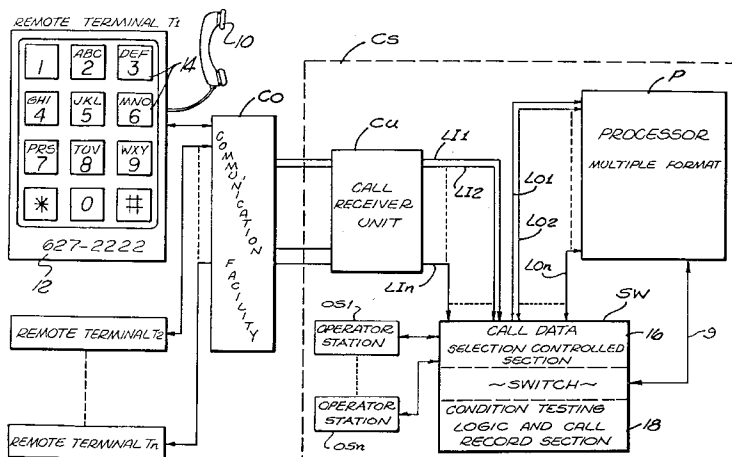 REMOTE TERMINAL T1
10
1
ABC 2
DEF 3
14
GHI 4
JKL 5
MNO 6
PRS 7
TUV 8
WXY 9
* 0 #
627-2222
12
REMOTE TERMINAL T2
REMOTE TERMINAL Tn
CO
COMMUNICATION FACILITY
CS
CU
CALL
RECEIVER
UNIT
LI1
LI2
LIn
LO1
LO2
LOn
P
PROCESSOR
MULTIPLE FORMAT
9
SW
CALL DATA
SELECTION CONTROLLED
SECTION
16
~SWITCH~
CONDITION TESTING
LOGIC AND CALL
RECORD SECTION
18
OS1
OPERATOR
STATION
OPERATOR
STATION
OSn